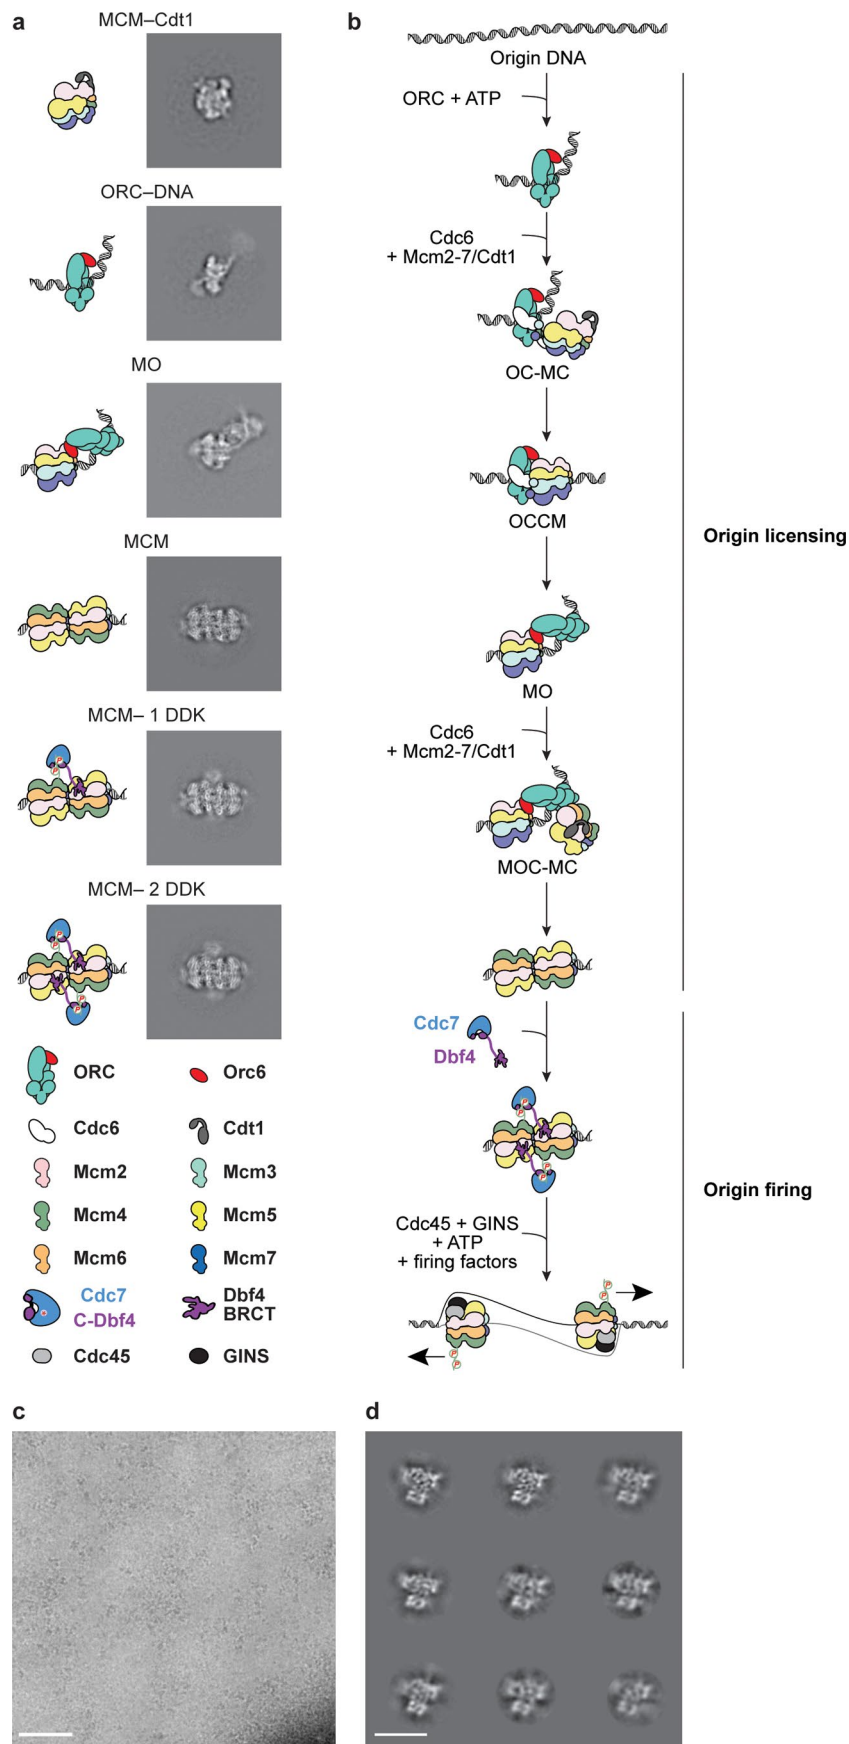 a
MCM–Cdt1
ORC–DNA
MO
MCM
MCM– 1 DDK
MCM– 2 DDK
ORC
Orc6
Cdc6
Cdt1
Mcm2
Mcm3
Mcm4
Mcm5
Mcm6
Mcm7
Cdc7
C-Dbf4
Dbf4
BRCT
Cdc45
GINS
b
Origin DNA
ORC + ATP
Cdc6
+ Mcm2-7/Cdt1
OC-MC
OCCM
MO
Cdc6
+ Mcm2-7/Cdt1
MOC-MC
Origin licensing
Cdc7
Dbf4
P
P
P
P
Cdc45 + GINS
+ ATP
+ firing factors
P
P
P
P
Origin firing
c
d